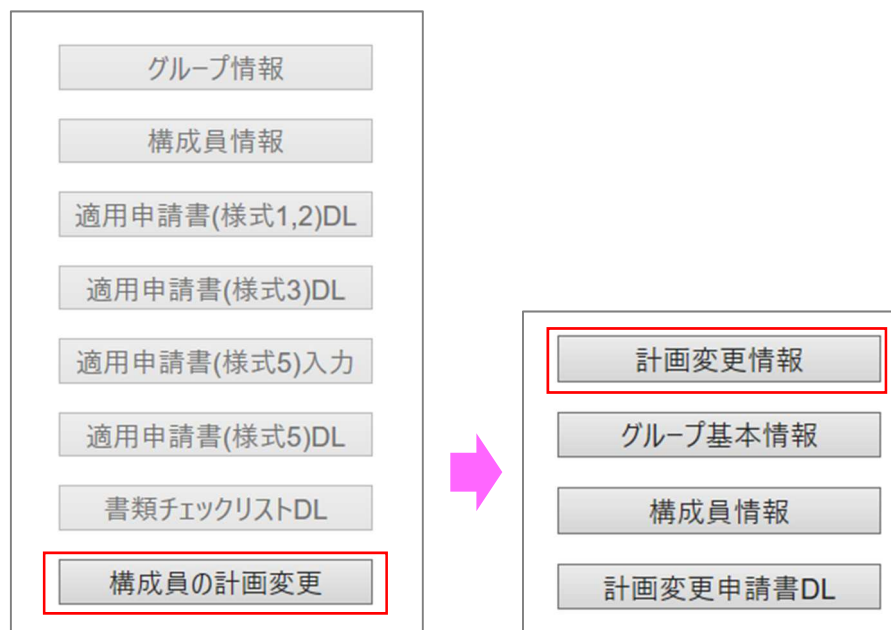 グループ情報
構成員情報
適用申請書(様式1,2)DL
適用申請書(様式3)DL
適用申請書(様式5)入力
適用申請書(様式5)DL
書類チェックリストDL
構成員の計画変更
計画変更情報
グループ基本情報
構成員情報
計画変更申請書DL